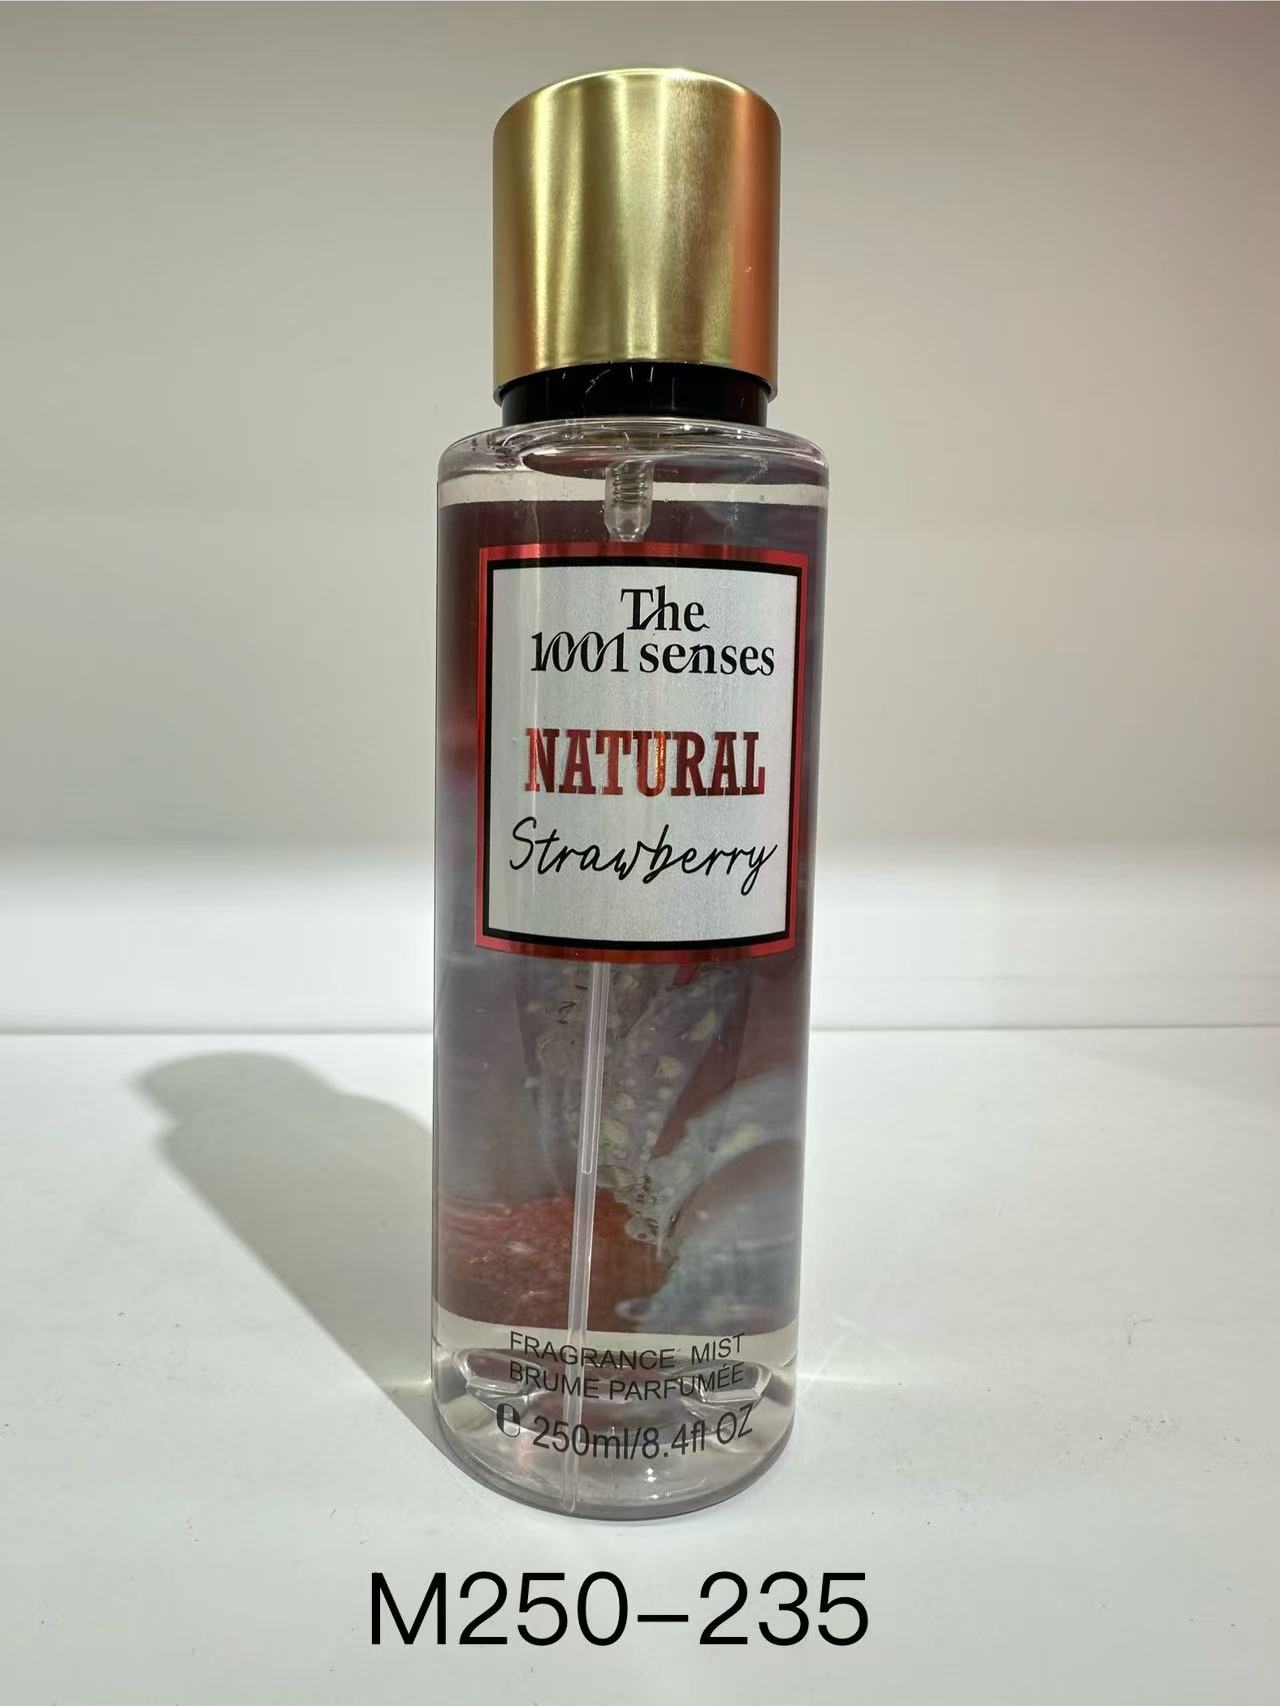 The
1001 senses
NATURAL
Strawberry
FRAGRANCE MIST
BRUME PARFUMÉE
℮ 250ml/8.4fl OZ
M250-235